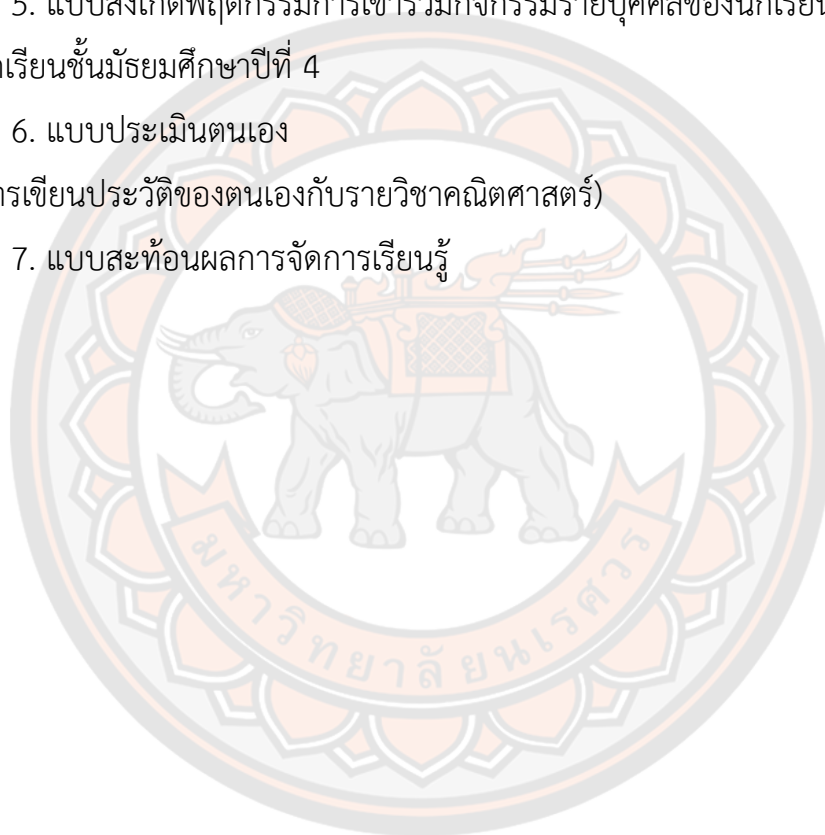 5. แบบสังเกตพฤติกรรมการเข้าร่วมกิจกรรมรายบุคคลของนักเรียน
เรียนชั้นมัธยมศึกษาปีที่ 4
6. แบบประเมินตนเอง
ารเขียนประวัติของตนเองกับรายวิชาคณิตศาสตร์)
7. แบบสะท้อนผลการจัดการเรียนรู้
มหาวิทยาลัยนเรศวร